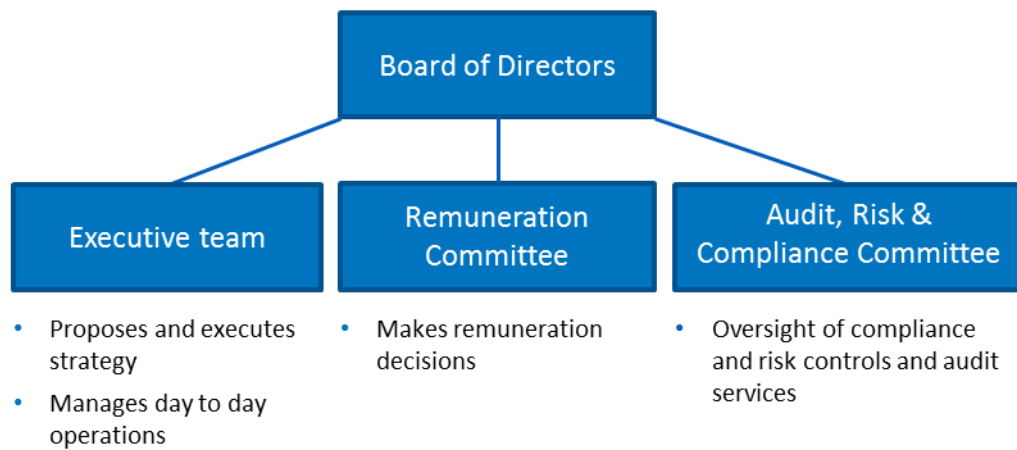 Board of Directors
Executive team
Remuneration
Committee
Audit, Risk &
Compliance Committee
• Proposes and executes
strategy
• Manages day to day
operations
• Makes remuneration
decisions
• Oversight of compliance
and risk controls and audit
services